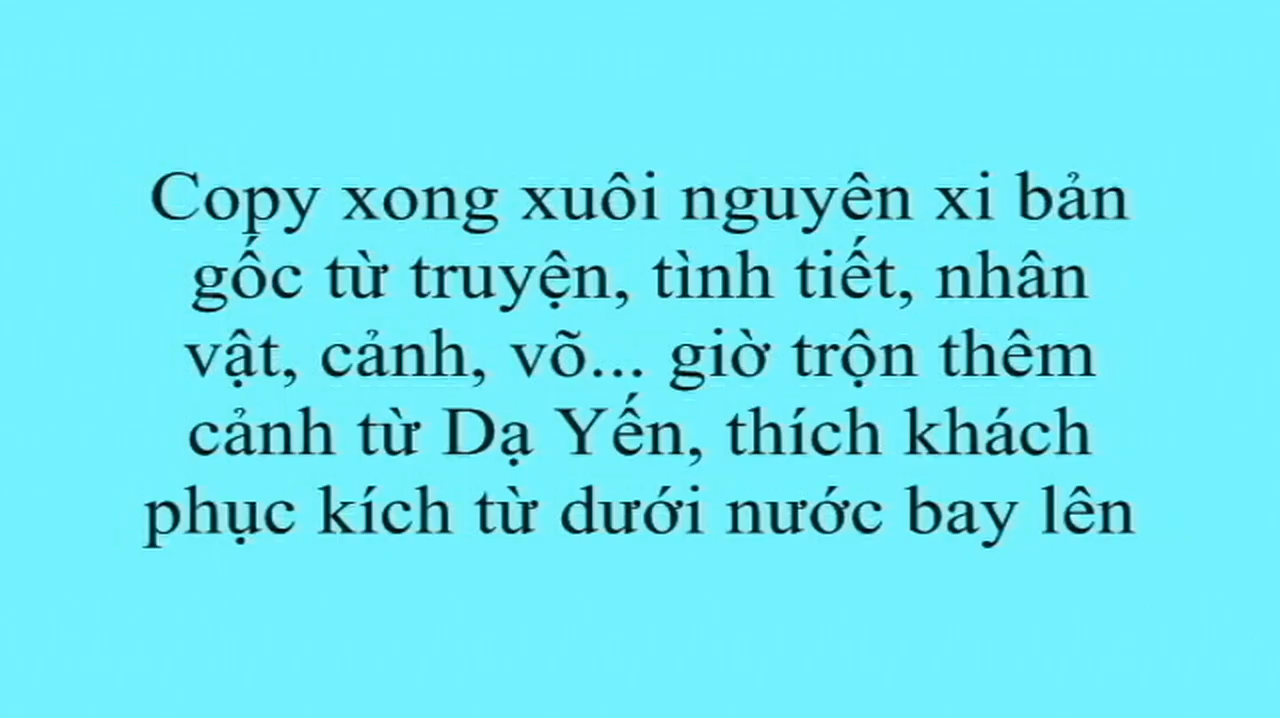 Copy xong xuôi nguyên xi bản
gốc từ truyện, tình tiết, nhân
vật, cảnh, võ... giờ trộn thêm
cảnh từ Dạ Yến, thích khách
phục kích từ dưới nước bay lên